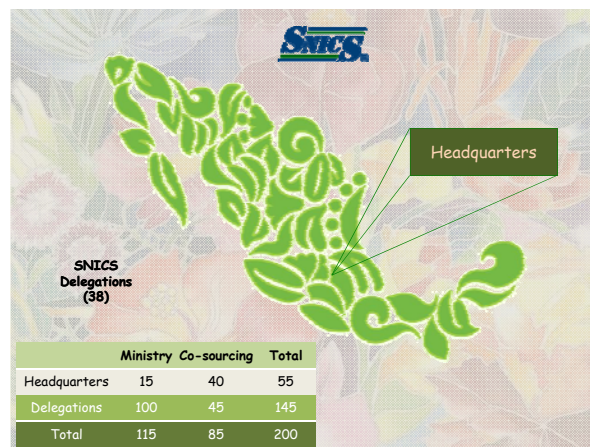 SNICS
Headquarters
SNICS
Delegations
(38)
Ministry Co-sourcing Total
Headquarters 15 40 55
Delegations 100 45 145
Total 115 85 200